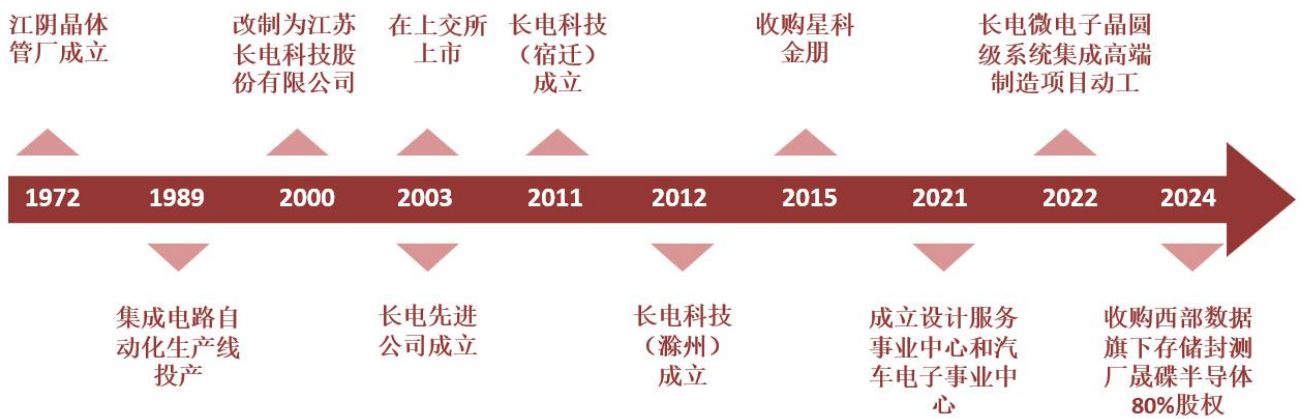 江阴晶体
管厂成立
改制为江苏
长电科技股
份有限公司
在上交所
上市
长电科技
（宿迁）
成立
收购星科
金朋
长电微电子晶圆
级系统集成高端
制造项目动工
1972
1989
2000
2003
2011
2012
2015
2021
2022
2024
集成电路自
动化生产线
投产
长电先进
公司成立
长电科技
（滁州）
成立
成立设计服务
事业中心和汽
车电子事业中
心
收购西部数据
旗下存储封测
厂晟碟半导体
80%股权